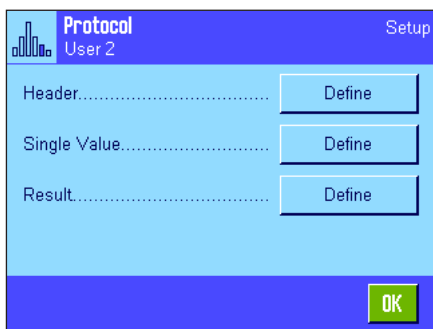 Protocol
Setup
User 2
Header................................ Define
Single Value......................... Define
Result.................................. Define
OK